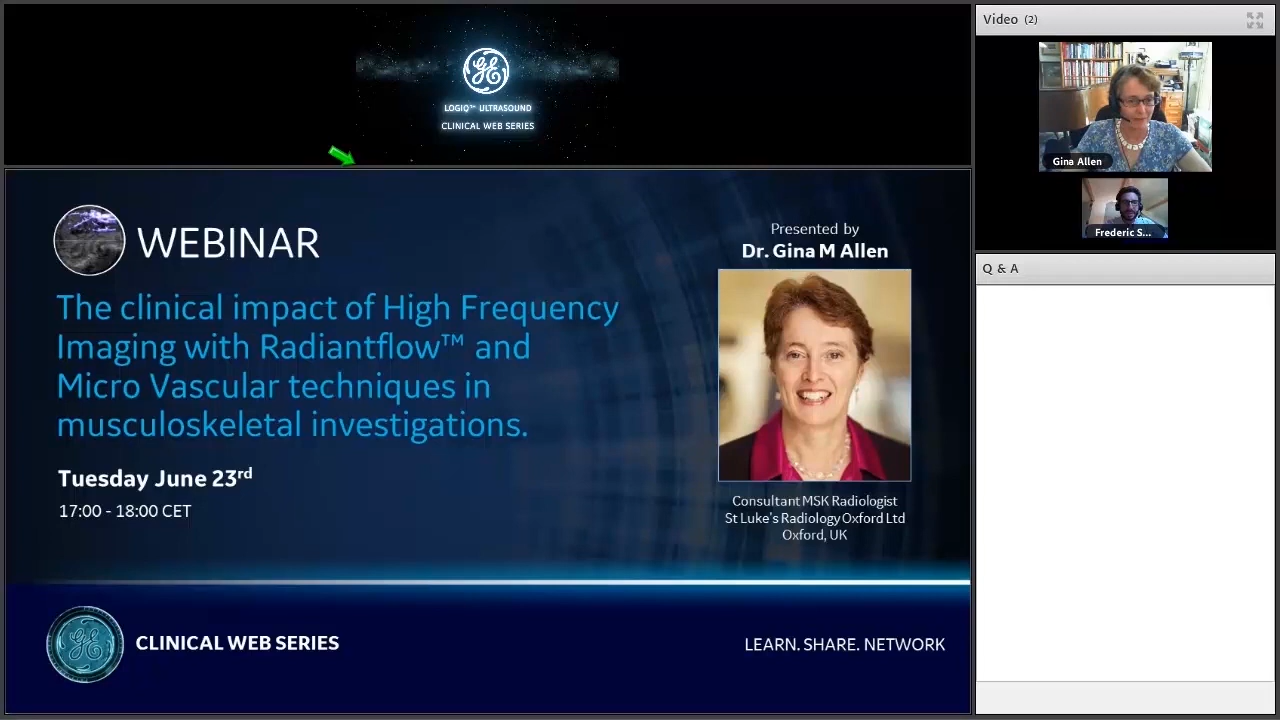 LOGIQ™ ULTRASOUND
CLINICAL WEB SERIES
WEBINAR
The clinical impact of High Frequency
Imaging with Radiantflow™ and
Micro Vascular techniques in
musculoskeletal investigations.
Tuesday June 23rd
17:00 - 18:00 CET
Presented by
Dr. Gina M Allen
Consultant MSK Radiologist
St Luke's Radiology Oxford Ltd
Oxford, UK
CLINICAL WEB SERIES
LEARN. SHARE. NETWORK
Video (2)
Gina Allen
Frederic S...
Q & A